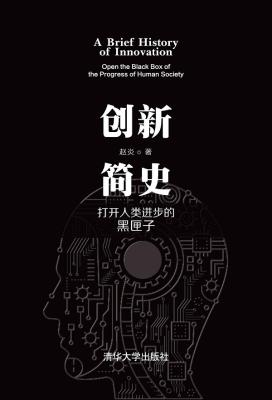 A Brief History
of Innovation
Open the Black Box of
the Progress of Human Society
创新
赵炎 ○ 著
简史
打开人类进步的
黑匣子
清华大学出版社